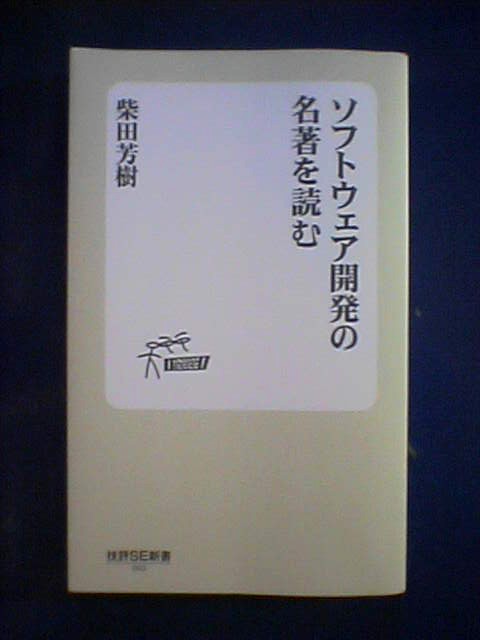 ソフトウェア開発の
名著を読む
柴田芳樹
技評SE新書